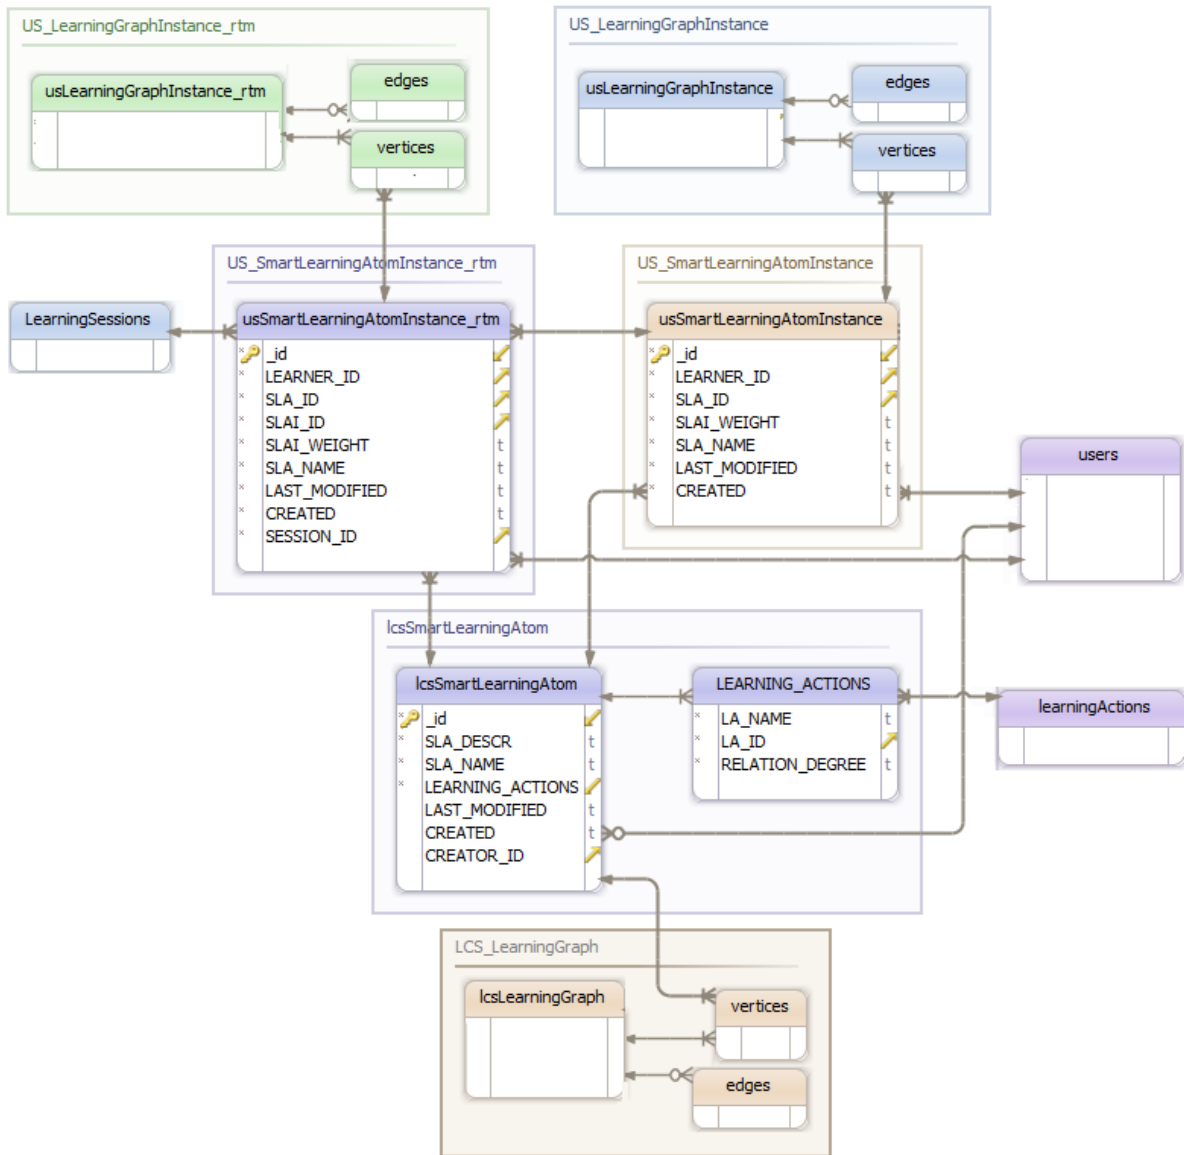 US_LearningGraphInstance_rtm
usLearningGraphInstance_rtm
edges
vertices
US_LearningGraphInstance
usLearningGraphInstance
edges
vertices
LearningSessions
US_SmartLearningAtomInstance_rtm
usSmartLearningAtomInstance_rtm
* _id
* LEARNER_ID
* SLA_ID
* SLAI_ID
* SLAI_WEIGHT t
* SLA_NAME t
* LAST_MODIFIED t
* CREATED t
* SESSION_ID
US_SmartLearningAtomInstance
usSmartLearningAtomInstance
* _id
* LEARNER_ID
* SLA_ID
* SLAI_WEIGHT t
* SLA_NAME t
* LAST_MODIFIED t
* CREATED t
users
lcsSmartLearningAtom
lcsSmartLearningAtom
* _id
* SLA_DESCR t
* SLA_NAME t
* LEARNING_ACTIONS
LAST_MODIFIED t
CREATED t
CREATOR_ID
LEARNING_ACTIONS
* LA_NAME t
* LA_ID
* RELATION_DEGREE t
learningActions
LCS_LearningGraph
lcsLearningGraph
vertices
edges